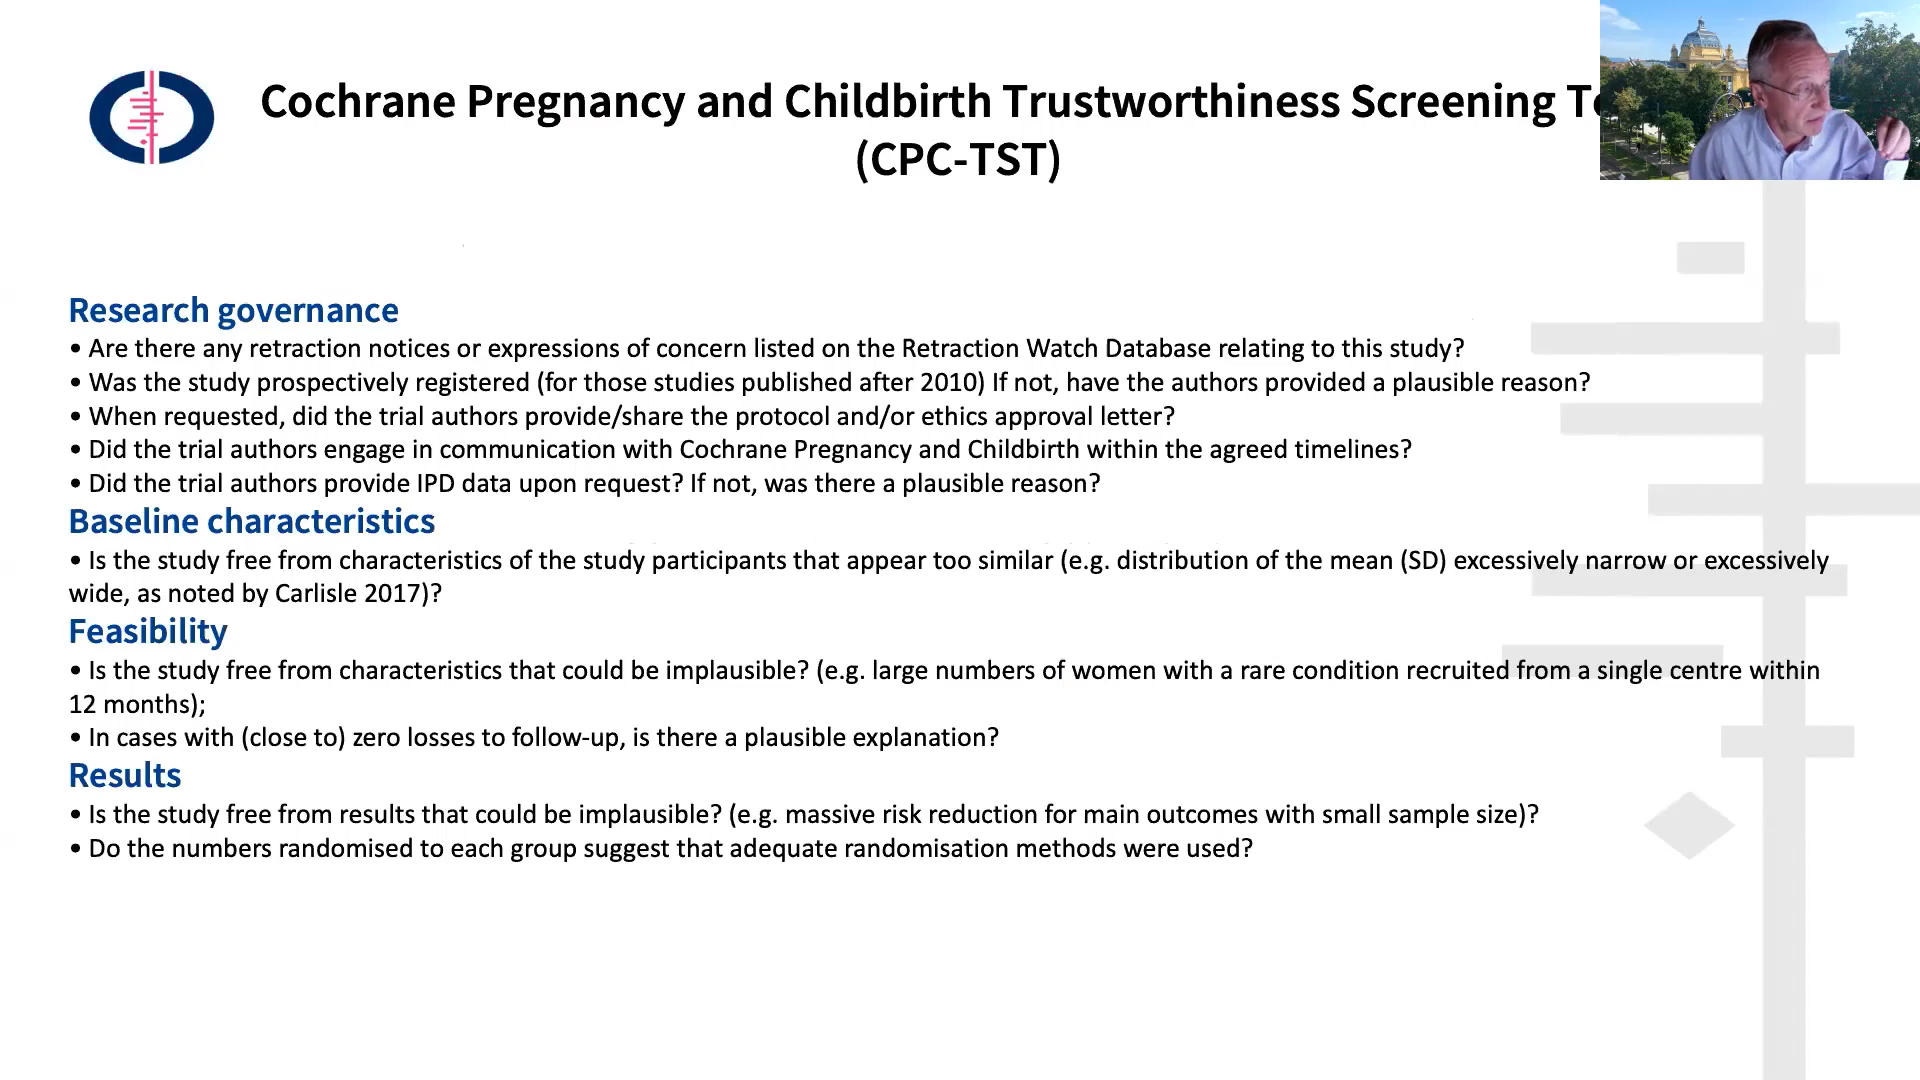 Cochrane Pregnancy and Childbirth Trustworthiness Screening
(CPC-TST)
Research governance
• Are there any retraction notices or expressions of concern listed on the Retraction Watch Database relating to this study?
• Was the study prospectively registered (for those studies published after 2010) If not, have the authors provided a plausible reason?
• When requested, did the trial authors provide/share the protocol and/or ethics approval letter?
• Did the trial authors engage in communication with Cochrane Pregnancy and Childbirth within the agreed timelines?
• Did the trial authors provide IPD data upon request? If not, was there a plausible reason?
Baseline characteristics
• Is the study free from characteristics of the study participants that appear too similar (e.g. distribution of the mean (SD) excessively narrow or excessively
wide, as noted by Carlisle 2017)?
Feasibility
• Is the study free from characteristics that could be implausible? (e.g. large numbers of women with a rare condition recruited from a single centre within
12 months);
• In cases with (close to) zero losses to follow-up, is there a plausible explanation?
Results
• Is the study free from results that could be implausible? (e.g. massive risk reduction for main outcomes with small sample size)?
• Do the numbers randomised to each group suggest that adequate randomisation methods were used?